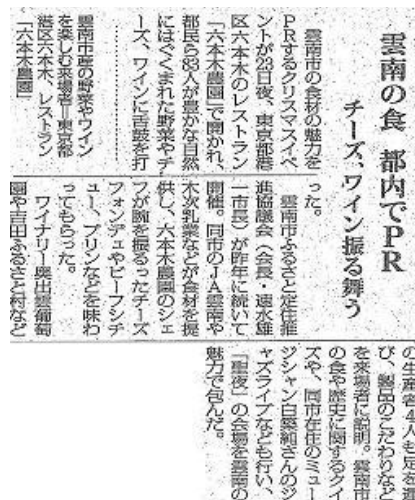 雲南の食 都内でPR
チーズ、ワイン振る舞う
雲南市の食材の魅力を
PRするクリスマスイベ
ントが23日夜、東京都港
区六本木のレストラン
「六本木農園」で開かれ、
都民ら83人が豊かな自然
にはぐくまれた野菜やチ
ーズ、ワインに舌鼓を打
雲南市産の野菜やワイン
を楽しむ来場者=東京都
港区六本木、レストラン
「六本木農園」
った。
雲南市ふるさと定住推
進協議会(会長・速水雄
一市長)が昨年に続いて
開催。同市のJA雲南や
木次乳業などが食材を提
供し、六本木農園のシェ
フが腕を振るったチーズ
フォンデュやビーフシチ
ュー、プリンなどを味わ
ってもらった。
ワイナリー奥出雲葡萄
園や吉田ふるさと村など
の生産者4人も足を運
び、製品のこだわりなど
を来場者に説明。雲南市
の食や歴史に関するクイ
ズや、同市在住のミュー
ジシャン白築純さんのジ
ャズライブなども行い、
「聖夜」の会場を雲南の
魅力で包んだ。